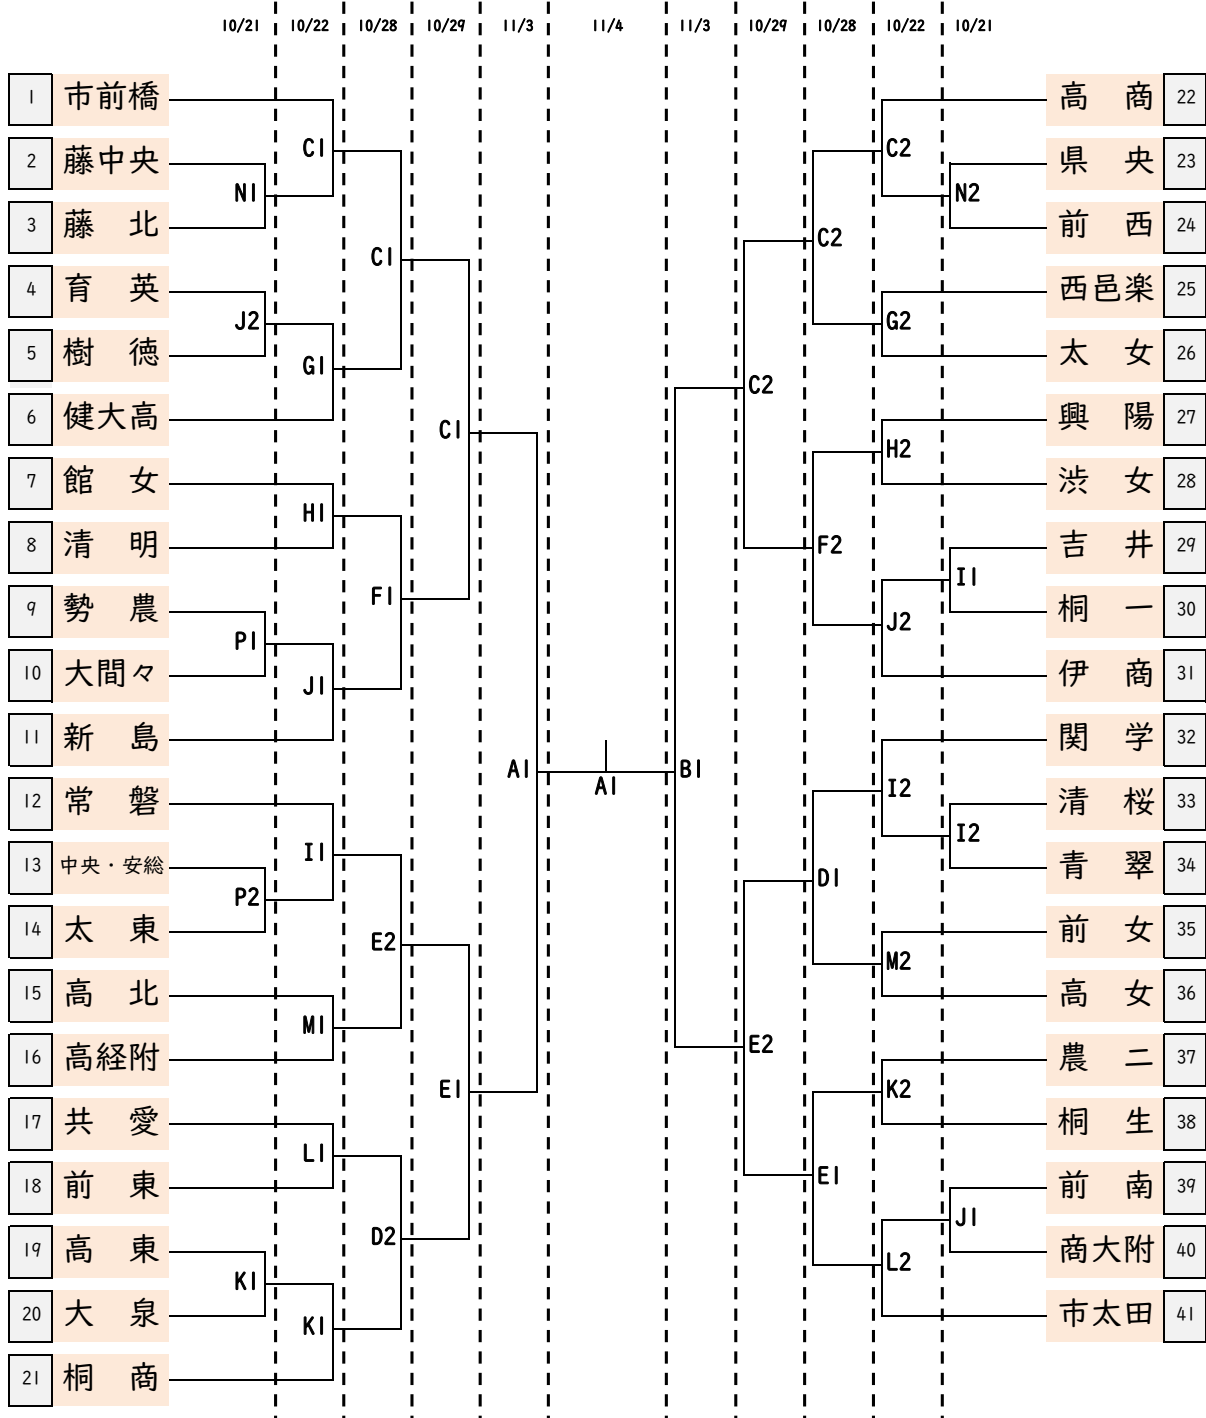 10/21 10/22 10/28 10/29 11/3 11/4 11/3 10/29 10/28 10/22 10/21
1 市前橋 高 商 22
C1 C2
2 藤中央 県 央 23
N1 N2
3 藤 北 前 西 24
C1 C2
4 育 英 西邑楽 25
J2 G2
5 樹 徳 太 女 26
G1 C2
6 健大高 興 陽 27
C1 H2
7 館 女 渋 女 28
H1
8 清 明 吉 井 29
F1 F2 I1
9 勢 農 桐 一 30
P1 J2
10 大間々 伊 商 31
J1
11 新 島 関 学 32
A1 A1 B1 I2
12 常 磐 清 桜 33
I1 I2
13 中央・安総 青 翠 34
P2 D1
14 太 東 前 女 35
E2 M2
15 高 北 高 女 36
M1 E2
16 高経附 農 二 37
E1 K2
17 共 愛 桐 生 38
L1 E1
18 前 東 前 南 39
D2 J1
19 高 東 商大附 40
K1 L2
20 大 泉 市太田 41
K1
21 桐 商